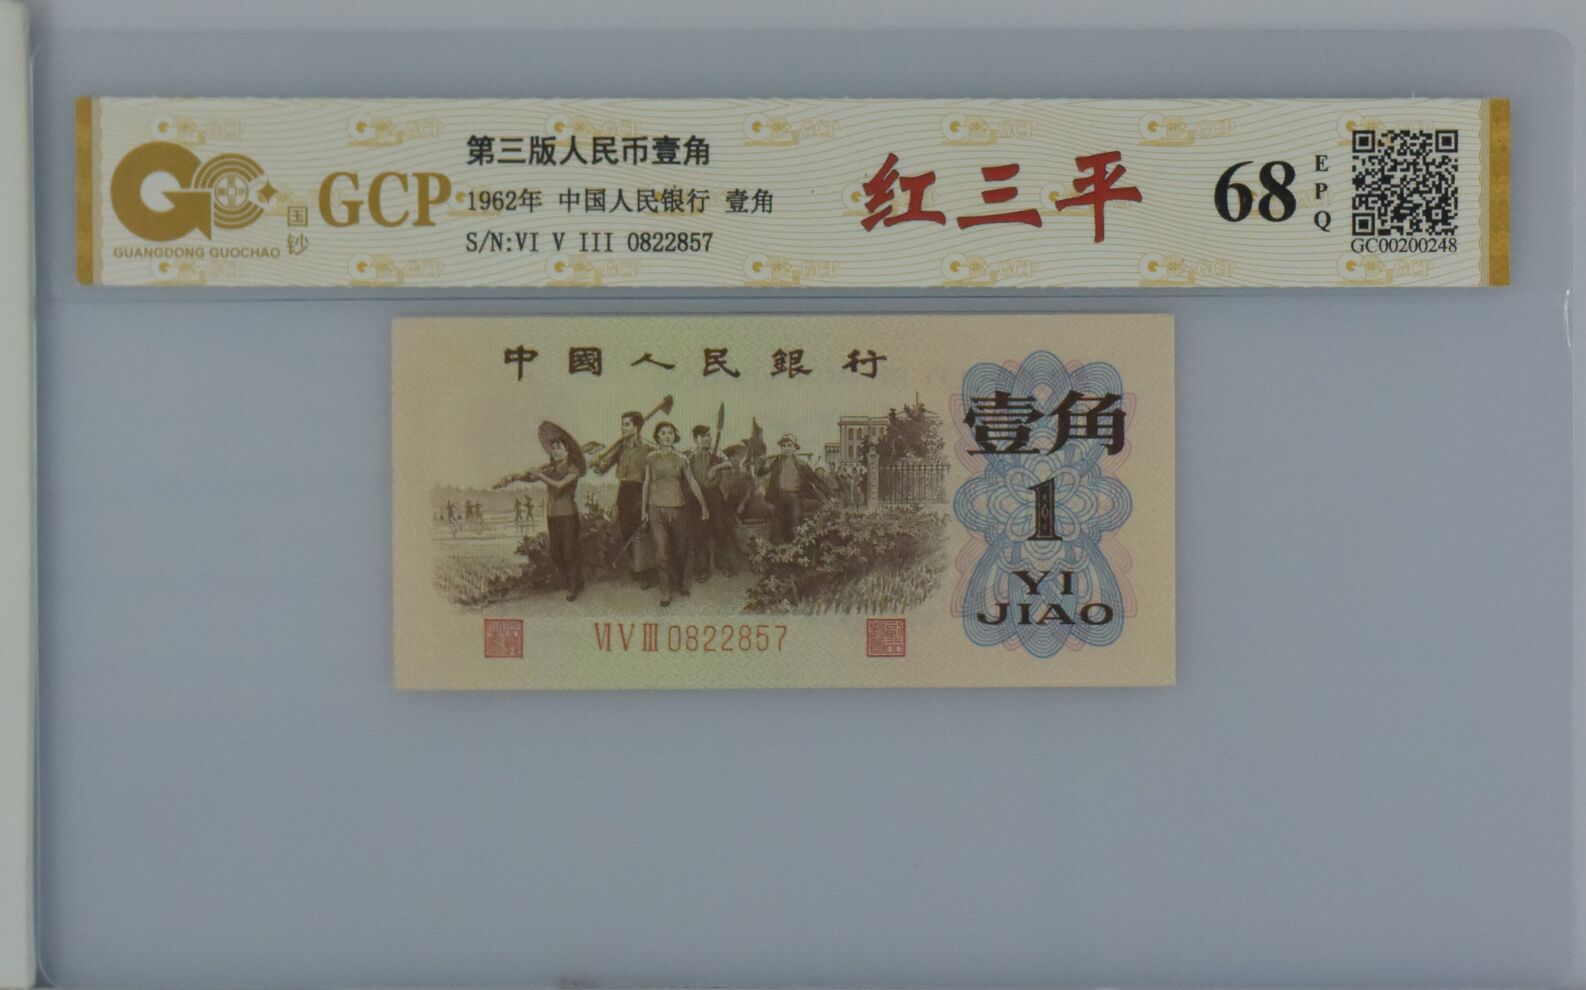 GUANGDONG GUOCHAO
国钞
GCP
第三版人民币壹角
1962年 中国人民银行 壹角
S/N:VI V III 0822857
红三平
68
EPQ
GC00200248
中國人民銀行
壹角
1
YI
JIAO
VI V III 0822857